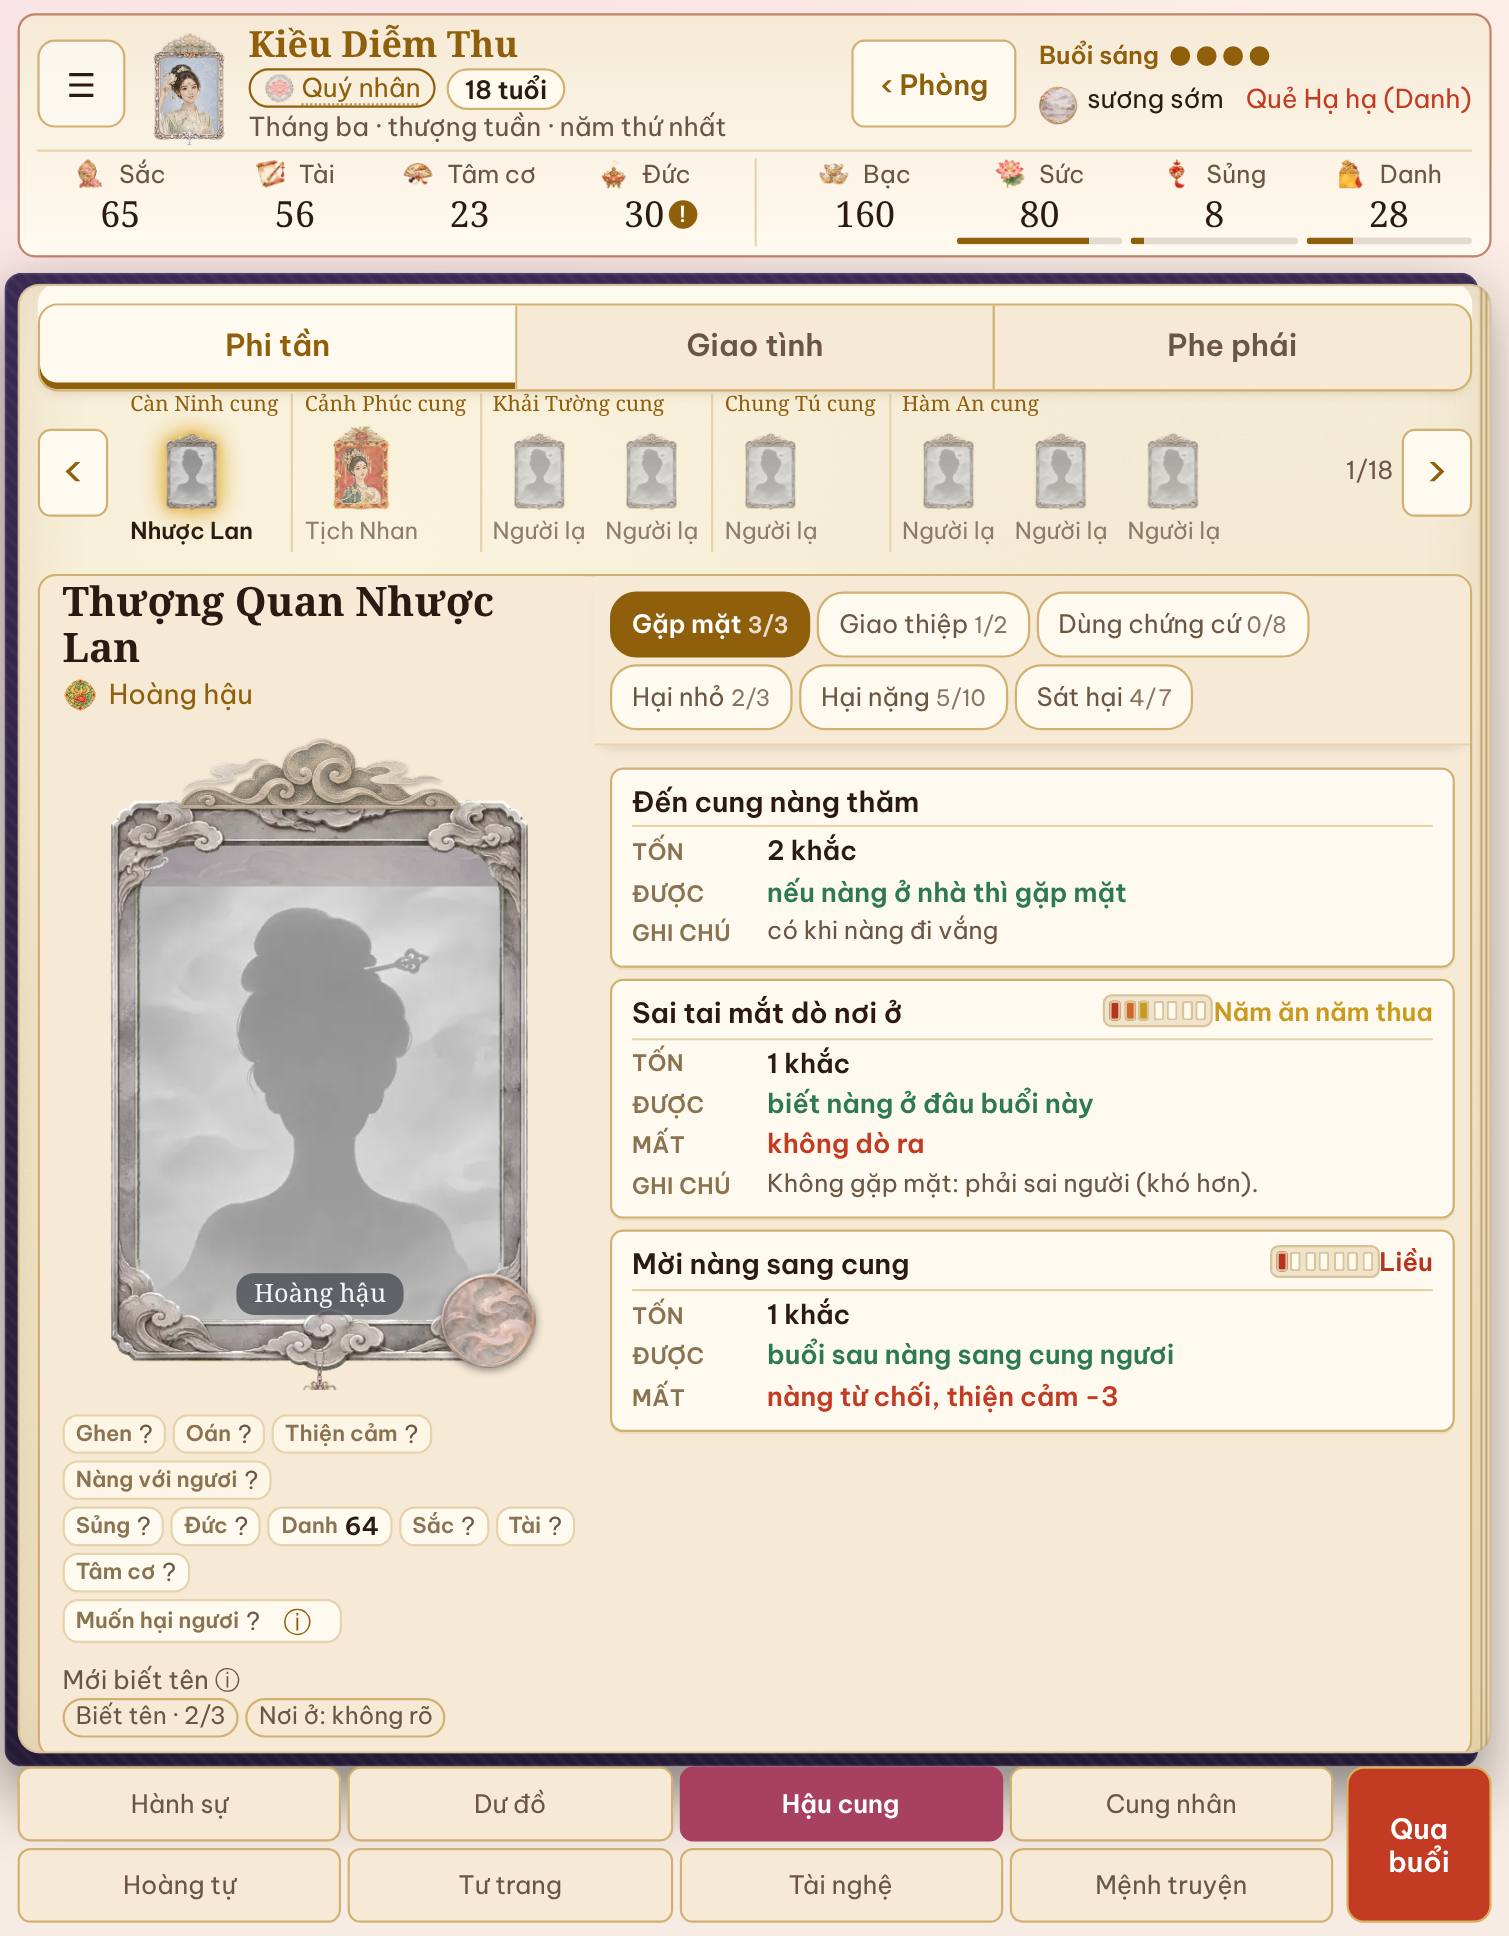 ☰
Kiều Diễm Thu
Quý nhân
18 tuổi
Tháng ba · thượng tuần · năm thứ nhất
‹ Phòng
Buổi sáng
sương sớm
Quẻ Hạ hạ (Danh)
Sắc
65
Tài
56
Tâm cơ
23
Đức
30 !
Bạc
160
Sức
80
Sủng
8
Danh
28
Phi tần
Giao tình
Phe phái
Càn Ninh cung
Cảnh Phúc cung
Khải Tường cung
Chung Tú cung
Hàm An cung
‹
Nhược Lan
Tịch Nhan
Người lạ
Người lạ
Người lạ
Người lạ
Người lạ
Người lạ
1/18
›
Thượng Quan Nhược
Lan
Hoàng hậu
Hoàng hậu
Ghen ?
Oán ?
Thiện cảm ?
Nàng với ngươi ?
Sủng ?
Đức ?
Danh 64
Sắc ?
Tài ?
Tâm cơ ?
Muốn hại ngươi ? ⓘ
Mới biết tên ⓘ
Biết tên · 2/3
Nơi ở: không rõ
Gặp mặt 3/3
Giao thiệp 1/2
Dùng chứng cứ 0/8
Hại nhỏ 2/3
Hại nặng 5/10
Sát hại 4/7
Đến cung nàng thăm
TỐN 2 khắc
ĐƯỢC nếu nàng ở nhà thì gặp mặt
GHI CHÚ có khi nàng đi vắng
Sai tai mắt dò nơi ở
Năm ăn năm thua
TỐN 1 khắc
ĐƯỢC biết nàng ở đâu buổi này
MẤT không dò ra
GHI CHÚ Không gặp mặt: phải sai người (khó hơn).
Mời nàng sang cung
Liều
TỐN 1 khắc
ĐƯỢC buổi sau nàng sang cung ngươi
MẤT nàng từ chối, thiện cảm -3
Hành sự
Dư đồ
Hậu cung
Cung nhân
Qua
buổi
Hoàng tự
Tư trang
Tài nghệ
Mệnh truyện